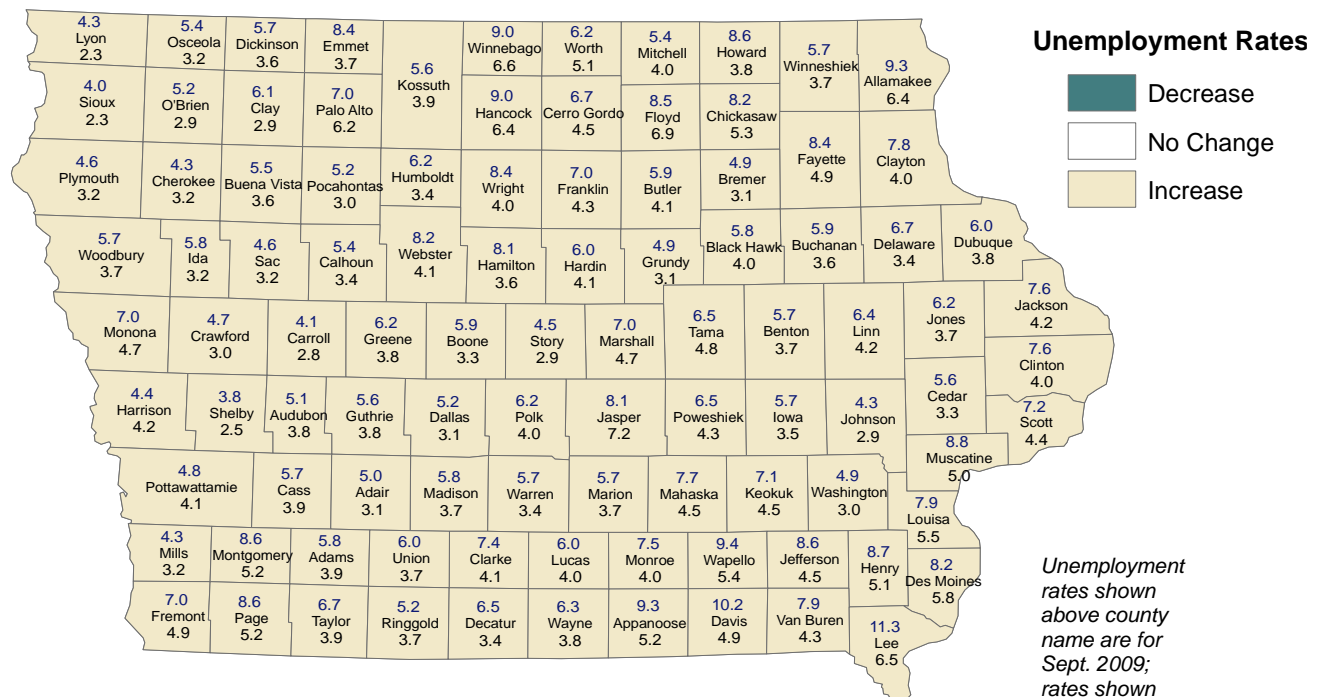 4.3 5.4 5.7 8.4 9.0 6.2 5.4 8.6
Lyon Osceola Dickinson Emmet Winnebago Worth Mitchell Howard
2.3 3.2 3.6 3.7 6.6 5.1 4.0 3.8
5.6
Kossuth
3.9
5.7
Winneshiek
3.7
9.3
Allamakee
6.4
4.0 5.2 6.1 7.0 9.0 6.7 8.5 8.2
Sioux O'Brien Clay Palo Alto Hancock Cerro Gordo Floyd Chickasaw
2.3 2.9 2.9 6.2 6.4 4.5 6.9 5.3
8.4 7.8
Fayette Clayton
4.9 4.0
4.6 4.3 5.5 5.2 6.2 8.4 7.0 5.9 4.9
Plymouth Cherokee Buena Vista Pocahontas Humboldt Wright Franklin Butler Bremer
3.2 3.2 3.6 3.0 3.4 4.0 4.3 4.1 3.1
5.7 5.8 4.6 5.4 8.2 8.1 6.0 4.9 5.8 5.9 6.7 6.0
Woodbury Ida Sac Calhoun Webster Hamilton Hardin Grundy Black Hawk Buchanan Delaware Dubuque
3.7 3.2 3.2 3.4 4.1 3.6 4.1 3.1 4.0 3.6 3.4 3.8
7.0 4.7 4.1 6.2 5.9 4.5 7.0 6.5 5.7 6.4 6.2 7.6
Monona Crawford Carroll Greene Boone Story Marshall Tama Benton Linn Jones Jackson
4.7 3.0 2.8 3.8 3.3 2.9 4.7 4.8 3.7 4.2 3.7 4.2
7.6
Clinton
4.0
4.4 3.8 5.1 5.6 5.2 6.2 8.1 6.5 5.7 4.3 5.6 7.2
Harrison Shelby Audubon Guthrie Dallas Polk Jasper Poweshiek Iowa Johnson Cedar Scott
4.2 2.5 3.8 3.8 3.1 4.0 7.2 4.3 3.5 2.9 3.3 4.4
8.8
Muscatine
5.0
4.8 5.7 5.0 5.8 5.7 5.7 7.7 7.1 4.9
Pottawattamie Cass Adair Madison Warren Marion Mahaska Keokuk Washington
4.1 3.9 3.1 3.7 3.4 3.7 4.5 4.5 3.0
7.9
Louisa
5.5
4.3 8.6 5.8 6.0 7.4 6.0 7.5 9.4 8.6 8.7 8.2
Mills Montgomery Adams Union Clarke Lucas Monroe Wapello Jefferson Henry Des Moines
3.2 5.2 3.9 3.7 4.1 4.0 4.0 5.4 4.5 5.1 5.8
7.0 8.6 6.7 5.2 6.5 6.3 9.3 10.2 7.9 11.3
Fremont Page Taylor Ringgold Decatur Wayne Appanoose Davis Van Buren Lee
4.9 5.2 3.9 3.7 3.4 3.8 5.2 4.9 4.3 6.5
Unemployment Rates
Decrease
No Change
Increase
Unemployment
rates shown
above county
name are for
Sept. 2009;
rates shown